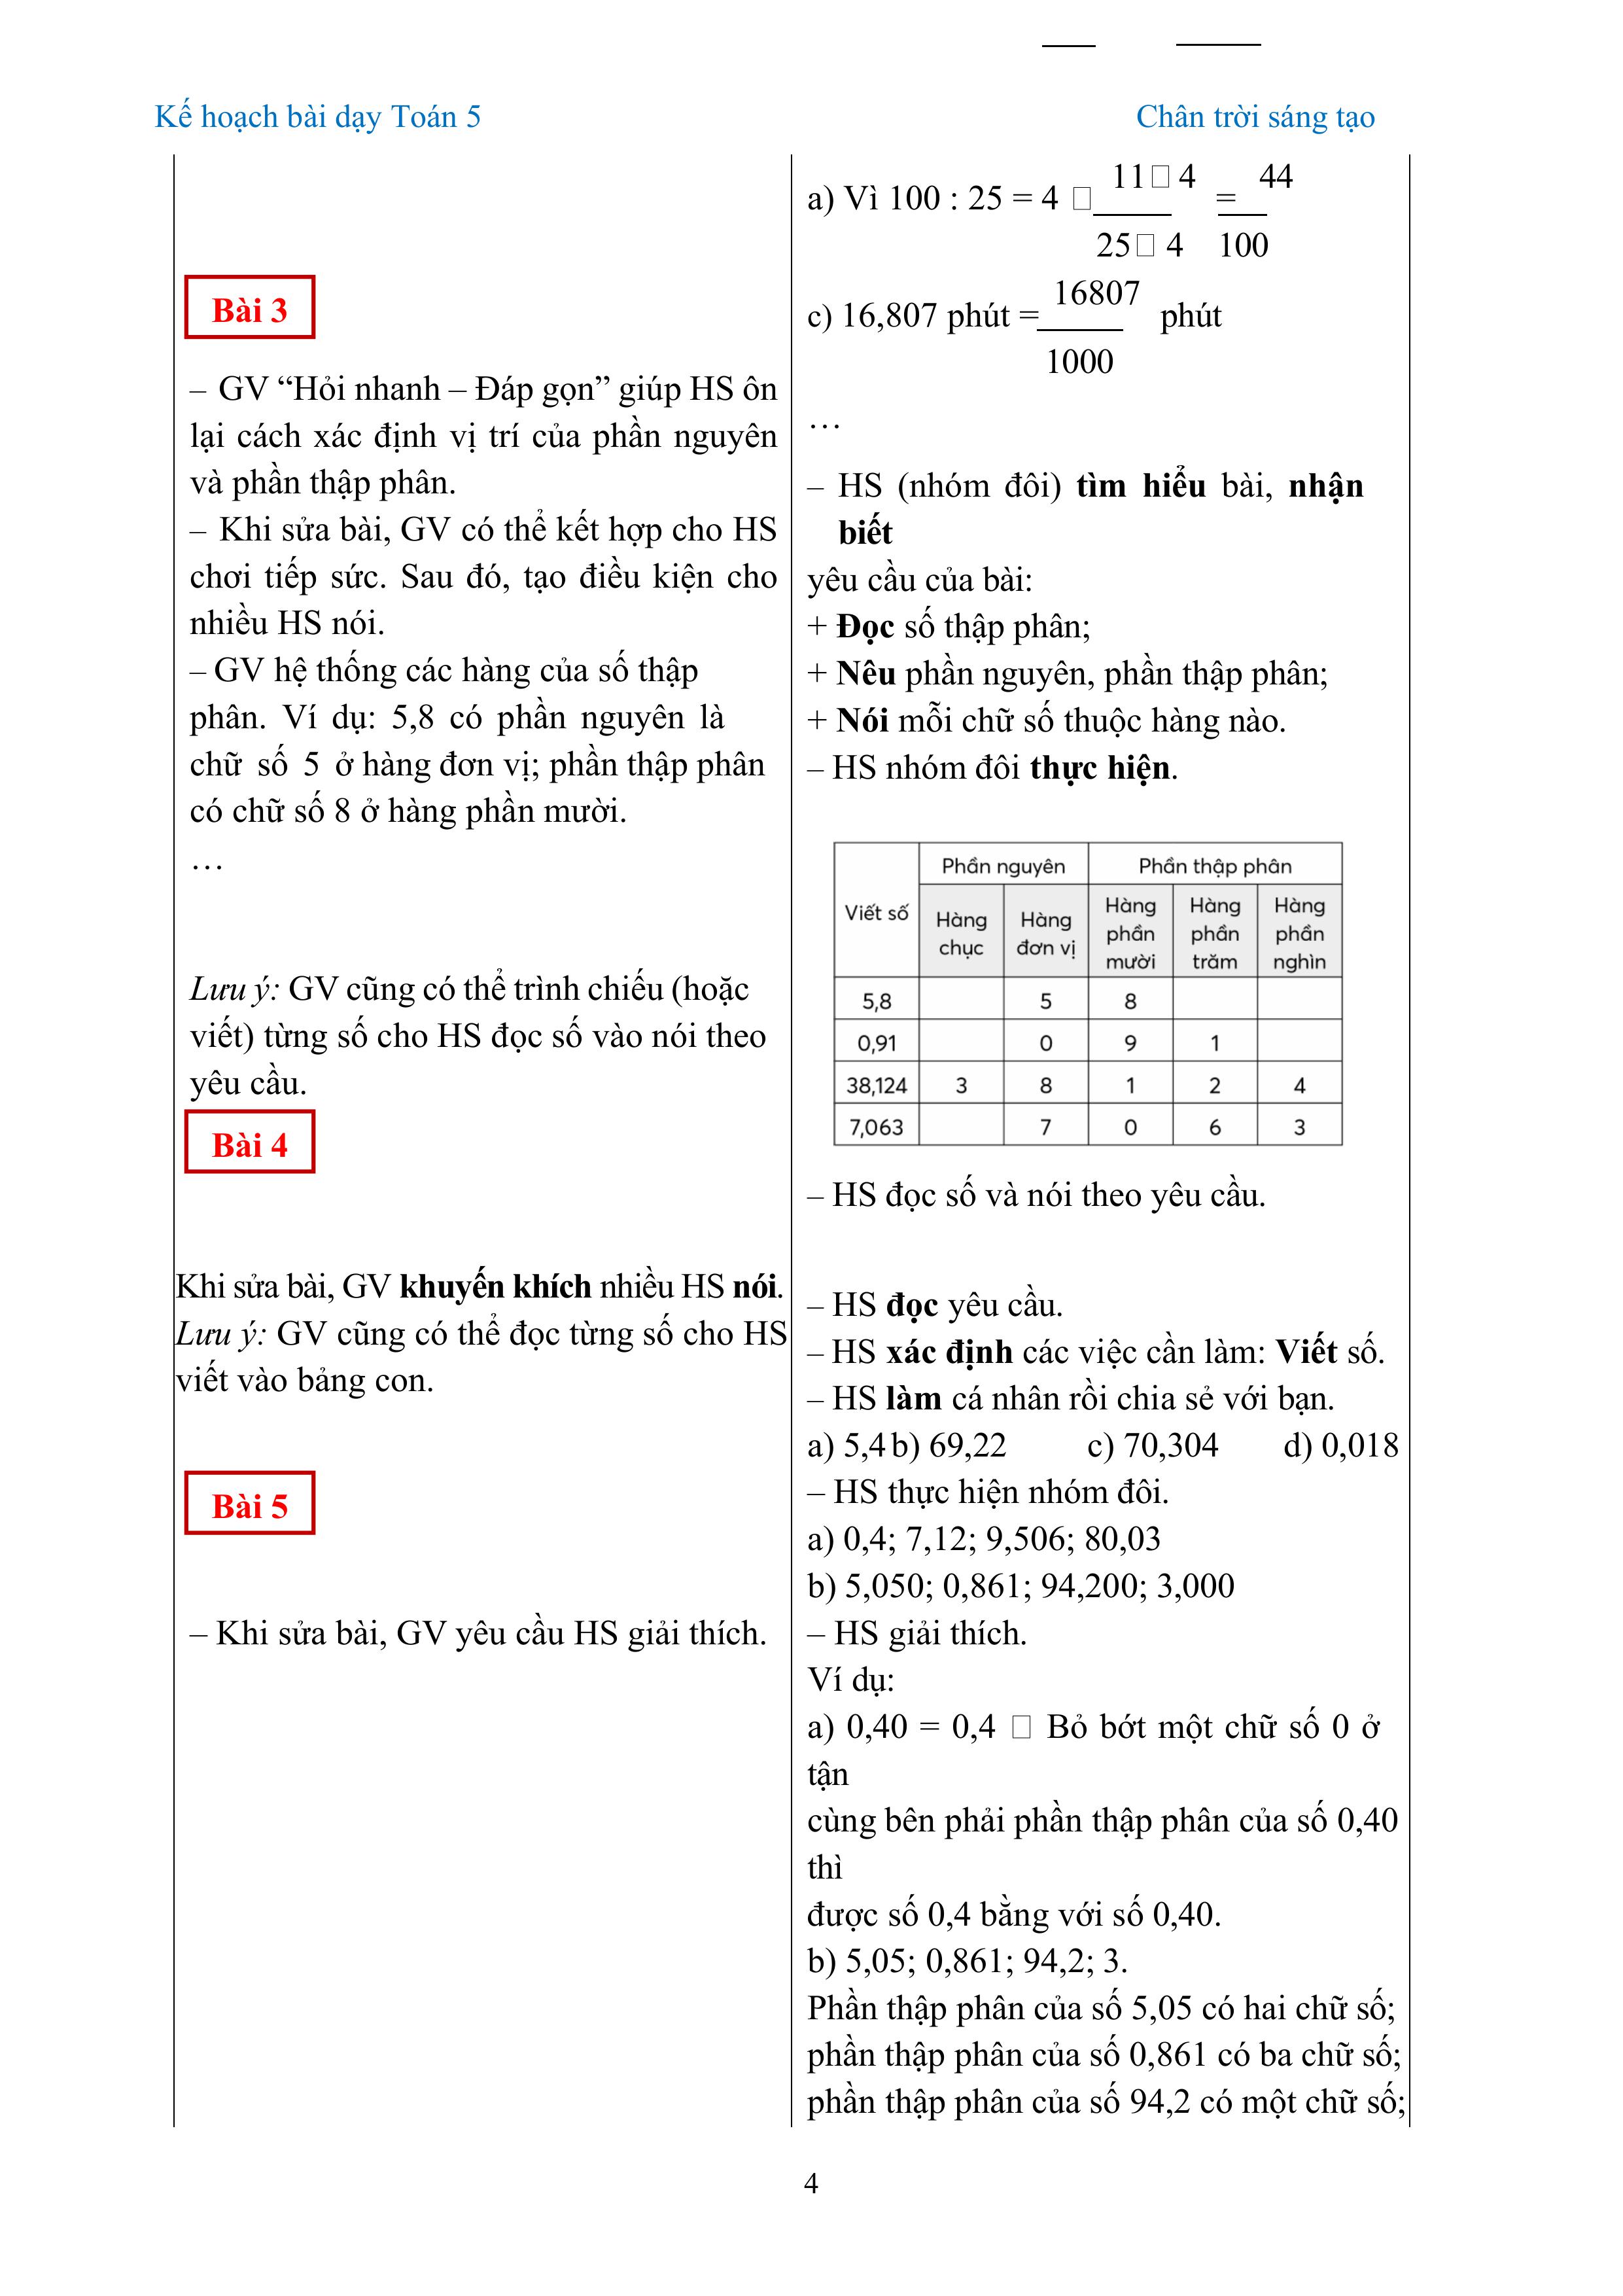 Kế hoạch bài dạy Toán 5
Chân trời sáng tạo
Bài 3
– GV “Hỏi nhanh – Đáp gọn” giúp HS ôn
lại cách xác định vị trí của phần nguyên
và phần thập phân.
– Khi sửa bài, GV có thể kết hợp cho HS
chơi tiếp sức. Sau đó, tạo điều kiện cho
nhiều HS nói.
– GV hệ thống các hàng của số thập
phân. Ví dụ: 5,8 có phần nguyên là
chữ số 5 ở hàng đơn vị; phần thập phân
có chữ số 8 ở hàng phần mười.
…
Lưu ý: GV cũng có thể trình chiếu (hoặc
viết) từng số cho HS đọc số vào nói theo
yêu cầu.
Bài 4
Khi sửa bài, GV khuyến khích nhiều HS nói.
Lưu ý: GV cũng có thể đọc từng số cho HS
viết vào bảng con.
Bài 5
– Khi sửa bài, GV yêu cầu HS giải thích.
11□ 4 44
a) Vì 100 : 25 = 4 □ =
25□ 4 100
16807
c) 16,807 phút = phút
1000
…
– HS (nhóm đôi) tìm hiểu bài, nhận
biết
yêu cầu của bài:
+ Đọc số thập phân;
+ Nêu phần nguyên, phần thập phân;
+ Nói mỗi chữ số thuộc hàng nào.
– HS nhóm đôi thực hiện.
Viết số Phần nguyên Phần thập phân
Hàng chục Hàng đơn vị Hàng phần mười Hàng phần trăm Hàng phần nghìn
5,8 5 8
0,91 0 9 1
38,124 3 8 1 2 4
7,063 7 0 6 3
– HS đọc số và nói theo yêu cầu.
– HS đọc yêu cầu.
– HS xác định các việc cần làm: Viết số.
– HS làm cá nhân rồi chia sẻ với bạn.
a) 5,4 b) 69,22 c) 70,304 d) 0,018
– HS thực hiện nhóm đôi.
a) 0,4; 7,12; 9,506; 80,03
b) 5,050; 0,861; 94,200; 3,000
– HS giải thích.
Ví dụ:
a) 0,40 = 0,4 □ Bỏ bớt một chữ số 0 ở
tận
cùng bên phải phần thập phân của số 0,40
thì
được số 0,4 bằng với số 0,40.
b) 5,05; 0,861; 94,2; 3.
Phần thập phân của số 5,05 có hai chữ số;
phần thập phân của số 0,861 có ba chữ số;
phần thập phân của số 94,2 có một chữ số;
4